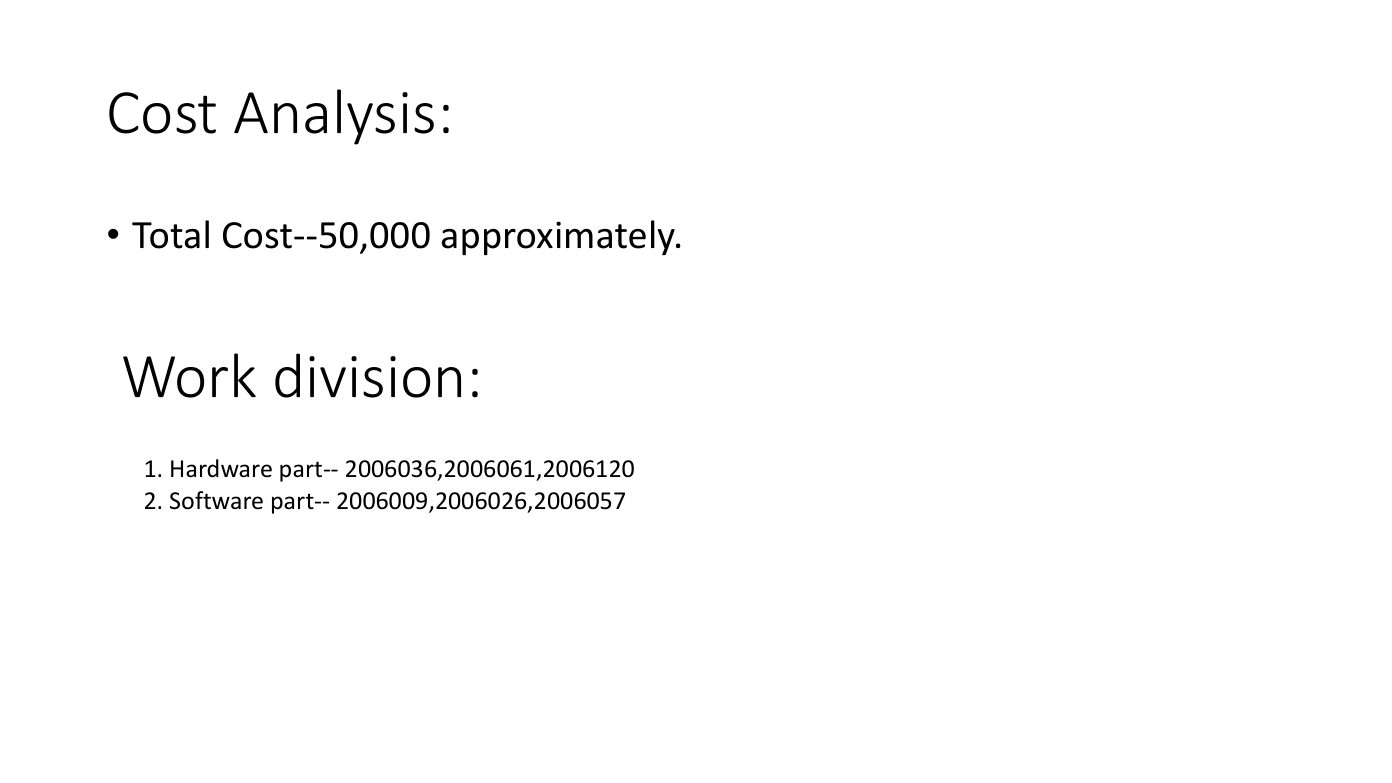 Cost Analysis:
• Total Cost--50,000 approximately.
Work division:
1. Hardware part-- 2006036,2006061,2006120
2. Software part-- 2006009,2006026,2006057